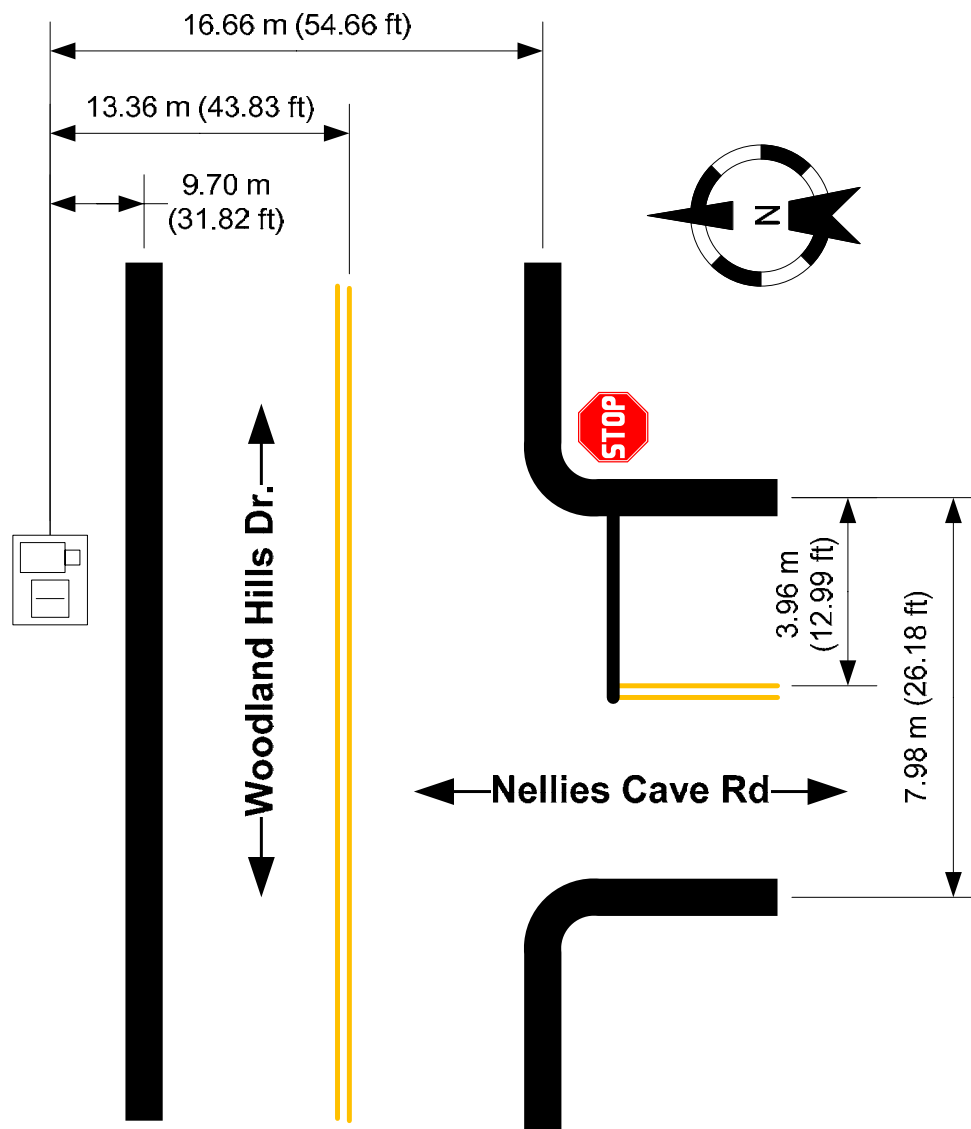 16.66 m (54.66 ft)
13.36 m (43.83 ft)
9.70 m
(31.82 ft)
N
STOP
Woodland Hills Dr.
3.96 m
(12.99 ft)
7.98 m (26.18 ft)
Nellies Cave Rd